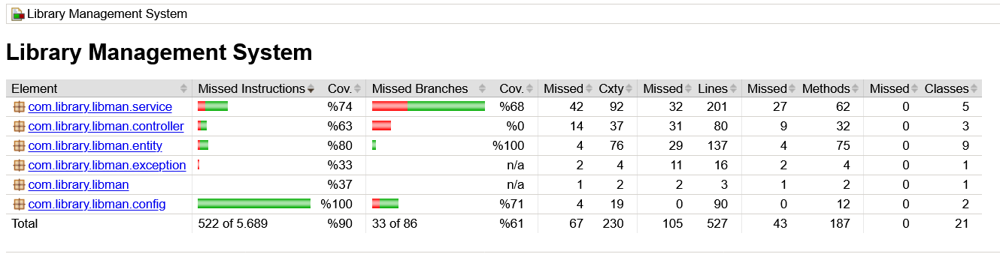 Library Management System
Library Management System
Element Missed Instructions Cov. Missed Branches Cov. Missed Cxty Missed Lines Missed Methods Missed Classes
com.library.libman.service %74 %68 42 92 32 201 27 62 0 5
com.library.libman.controller %63 %0 14 37 31 80 9 32 0 3
com.library.libman.entity %80 %100 4 76 29 137 4 75 0 9
com.library.libman.exception %33 n/a 2 4 11 16 2 4 0 1
com.library.libman %37 n/a 1 2 2 3 1 2 0 1
com.library.libman.config %100 %71 4 19 0 90 0 12 0 2
Total 522 of 5.689 %90 33 of 86 %61 67 230 105 527 43 187 0 21